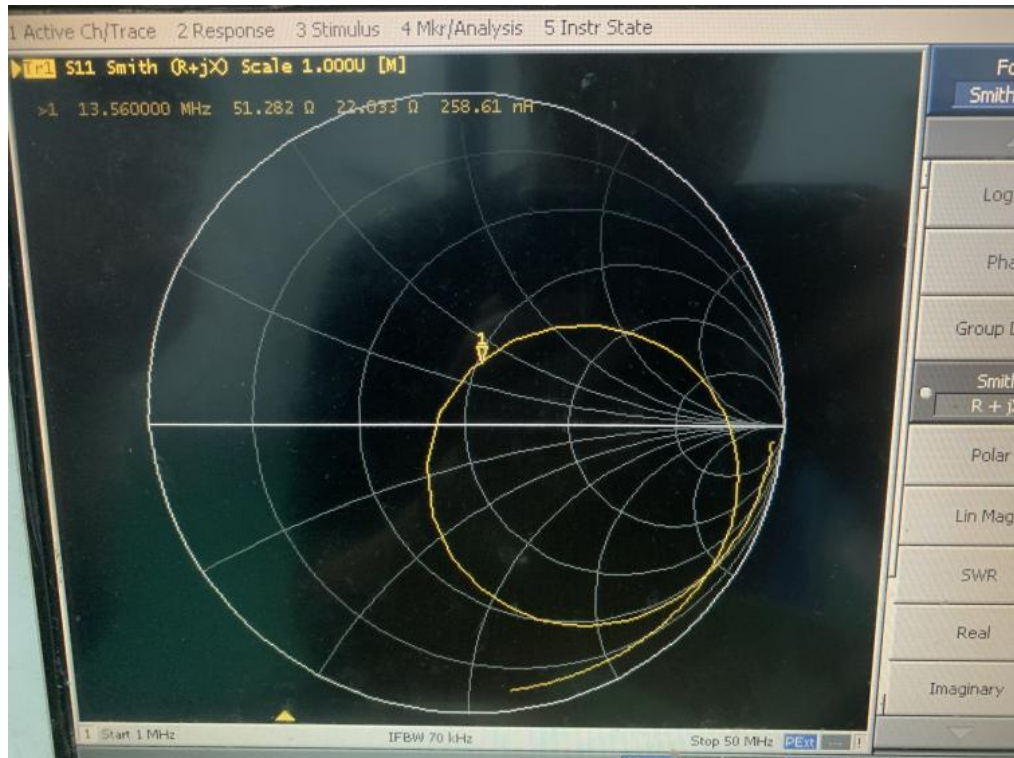 1 Active Ch/Trace 2 Response 3 Stimulus 4 Mkr/Analysis 5 Instr State
Tr1 S11 Smith (R+jX) Scale 1.000U [M]
>1 13.560000 MHz 51.282 Ω 22.033 Ω 258.61 nH
1
Fo
Smith
Log
Pha
Group D
Smith
R + jX
Polar
Lin Mag
SWR
Real
Imaginary
1 Start 1 MHz IFBW 70 kHz Stop 50 MHz PExt --- !